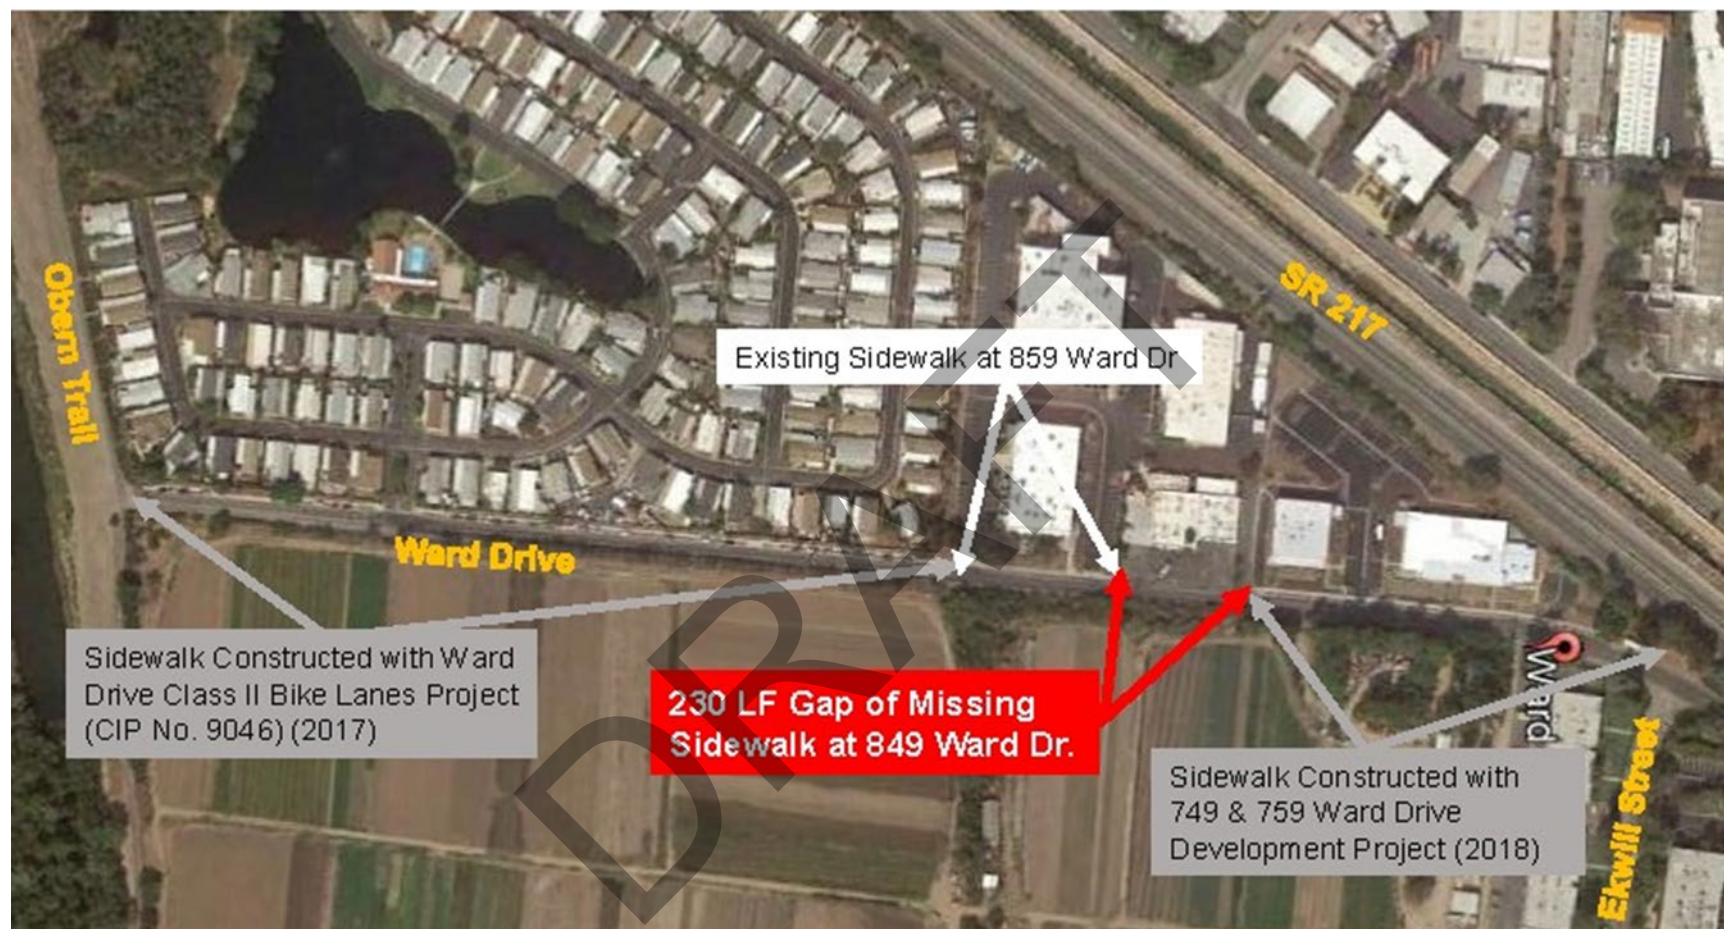 SR 217
Obern Trail
Existing Sidewalk at 859 Ward Dr
Ward Drive
Sidewalk Constructed with Ward
Drive Class II Bike Lanes Project
(CIP No. 9046) (2017)
230 LF Gap of Missing
Sidewalk at 849 Ward Dr.
Ward
Sidewalk Constructed with
749 & 759 Ward Drive
Development Project (2018)
Ekwill Street
DRAFT